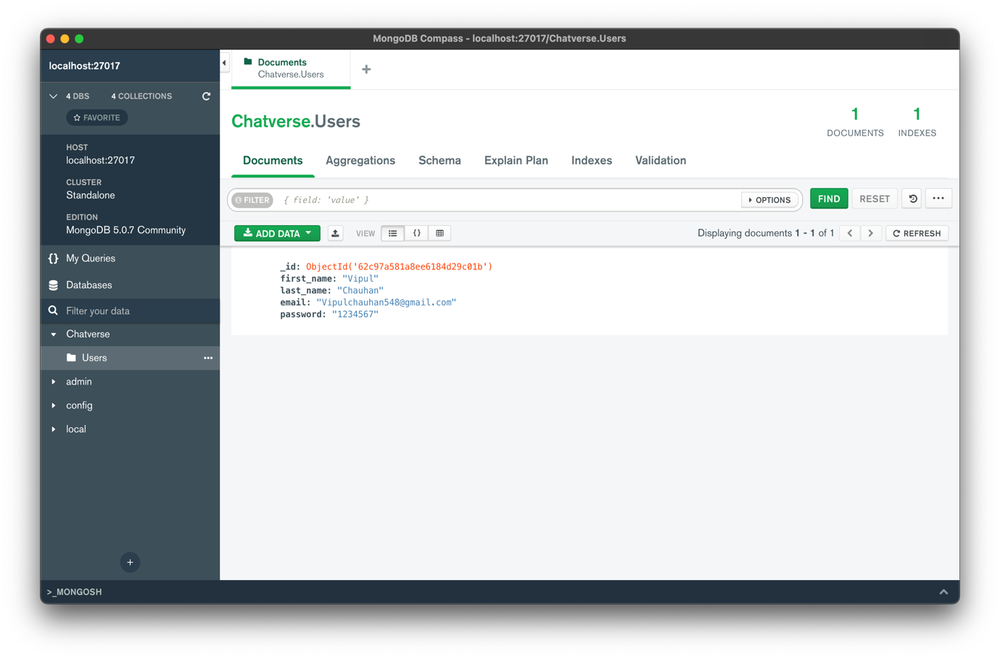 MongoDB Compass - localhost:27017/Chatverse.Users
localhost:27017
4 DBS 4 COLLECTIONS
FAVORITE
HOST
localhost:27017
CLUSTER
Standalone
EDITION
MongoDB 5.0.7 Community
{} My Queries
Databases
Filter your data
Chatverse
Users •••
admin
config
local
+
Documents
Chatverse.Users
+
Chatverse.Users
1 DOCUMENTS
1 INDEXES
Documents Aggregations Schema Explain Plan Indexes Validation
FILTER { field: 'value' } OPTIONS FIND RESET •••
ADD DATA VIEW {} Displaying documents 1 - 1 of 1 < > REFRESH
_id: ObjectId('62c97a581a8ee6184d29c01b')
first_name: "Vipul"
last_name: "Chauhan"
email: "Vipulchauhan548@gmail.com"
password: "1234567"
>_MONGOSH